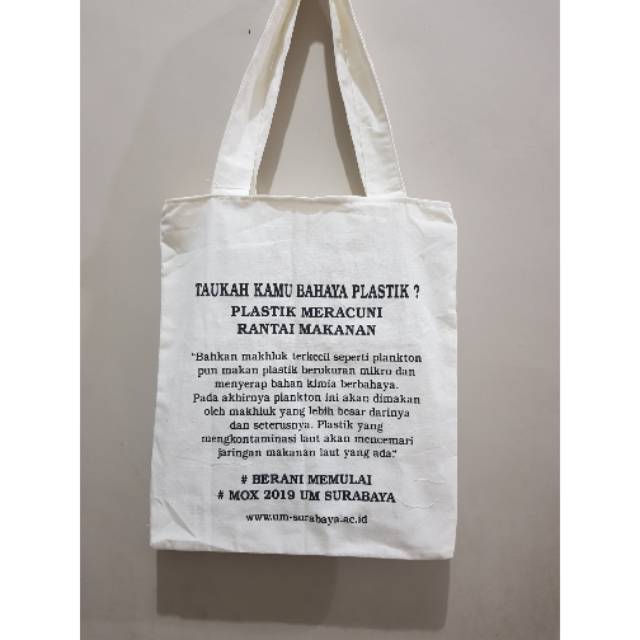 TAUKAH KAMU BAHAYA PLASTIK ?
PLASTIK MERACUNI
RANTAI MAKANAN
"Bahkan makhluk terkecil seperti plankton
pun makan plastik berukuran mikro dan
menyerap bahan kimia berbahaya.
Pada akhirnya plankton ini akan dimakan
oleh makhluk yang lebih besar darinya
dan seterusnya. Plastik yang
mengkontaminasi laut akan mencemari
jaringan makanan laut yang ada."
# BERANI MEMULAI
# MOX 2019 UM SURABAYA
www.um-surabaya.ac.id